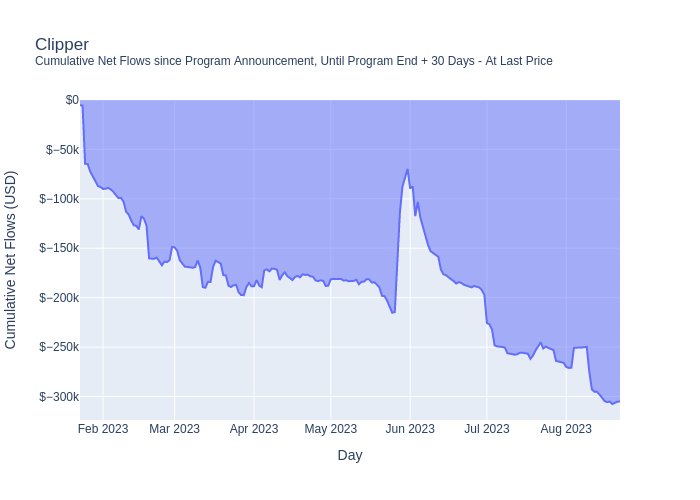 Clipper
Cumulative Net Flows since Program Announcement, Until Program End + 30 Days - At Last Price
Cumulative Net Flows (USD)
$0
$−50k
$−100k
$−150k
$−200k
$−250k
$−300k
Feb 2023
Mar 2023
Apr 2023
May 2023
Jun 2023
Jul 2023
Aug 2023
Day